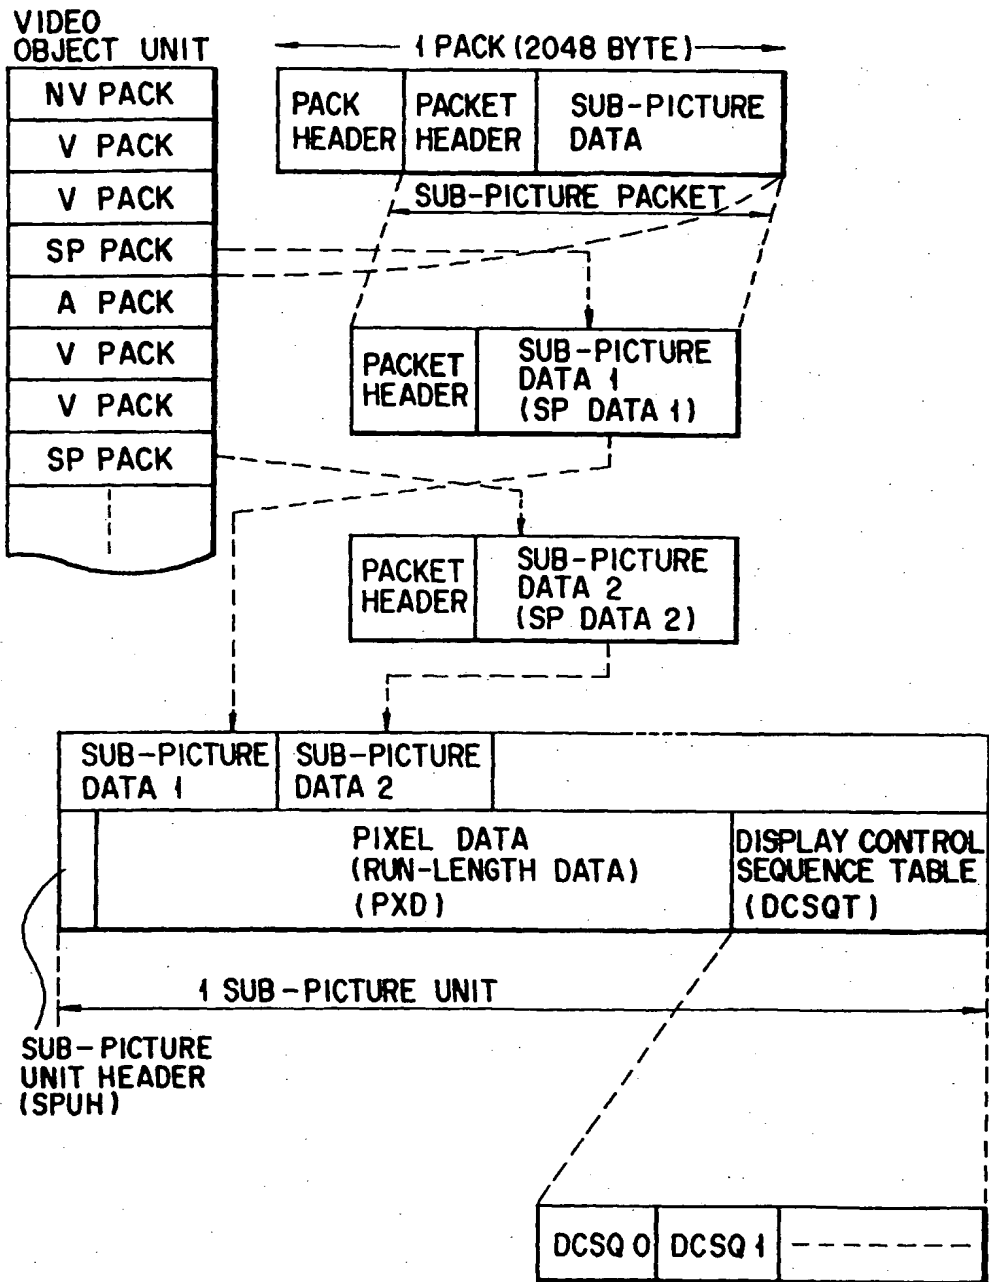 VIDEO
OBJECT UNIT
NV PACK
V PACK
V PACK
SP PACK
A PACK
V PACK
V PACK
SP PACK
1 PACK (2048 BYTE)
PACK
HEADER
PACKET
HEADER
SUB-PICTURE
DATA
SUB-PICTURE PACKET
PACKET
HEADER
SUB-PICTURE
DATA 1
(SP DATA 1)
PACKET
HEADER
SUB-PICTURE
DATA 2
(SP DATA 2)
SUB-PICTURE
DATA 1
SUB-PICTURE
DATA 2
PIXEL DATA
(RUN-LENGTH DATA)
(PXD)
DISPLAY CONTROL
SEQUENCE TABLE
(DCSQT)
1 SUB-PICTURE UNIT
SUB-PICTURE
UNIT HEADER
(SPUH)
DCSQ 0
DCSQ 1